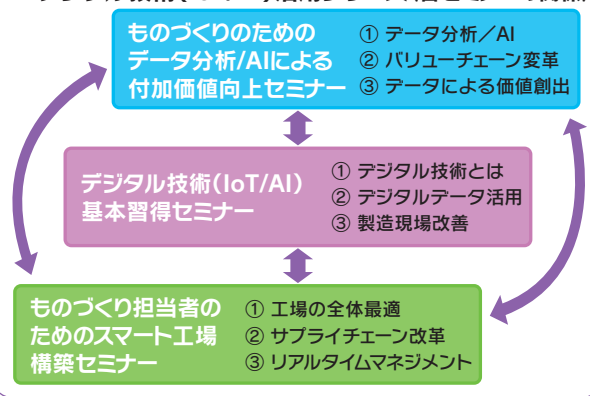 ものづくりのための
データ分析/AIによる
付加価値向上セミナー
① データ分析／AI
② バリューチェーン変革
③ データによる価値創出
デジタル技術（IoT/AI）
基本習得セミナー
① デジタル技術とは
② デジタルデータ活用
③ 製造現場改善
ものづくり担当者の
ためのスマート工場
構築セミナー
① 工場の全体最適
② サプライチェーン改革
③ リアルタイムマネジメント